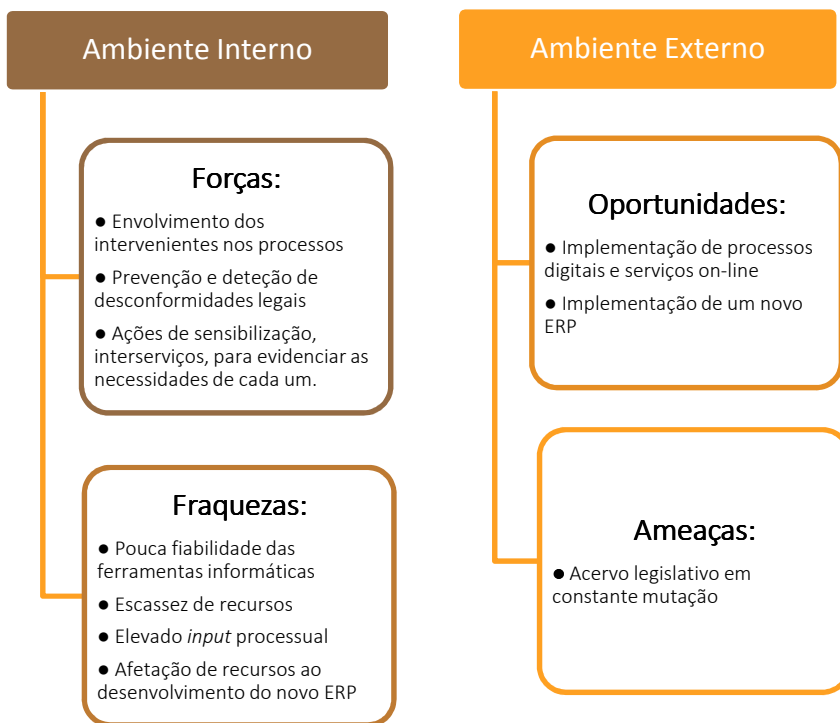 Ambiente Interno
Forças:
● Envolvimento dos
intervenientes nos processos
● Prevenção e deteção de
desconformidades legais
● Ações de sensibilização,
interserviços, para evidenciar as
necessidades de cada um.
Fraquezas:
● Pouca fiabilidade das
ferramentas informáticas
● Escassez de recursos
● Elevado input processual
● Afetação de recursos ao
desenvolvimento do novo ERP
Ambiente Externo
Oportunidades:
● Implementação de processos
digitais e serviços on-line
● Implementação de um novo
ERP
Ameaças:
● Acervo legislativo em
constante mutação